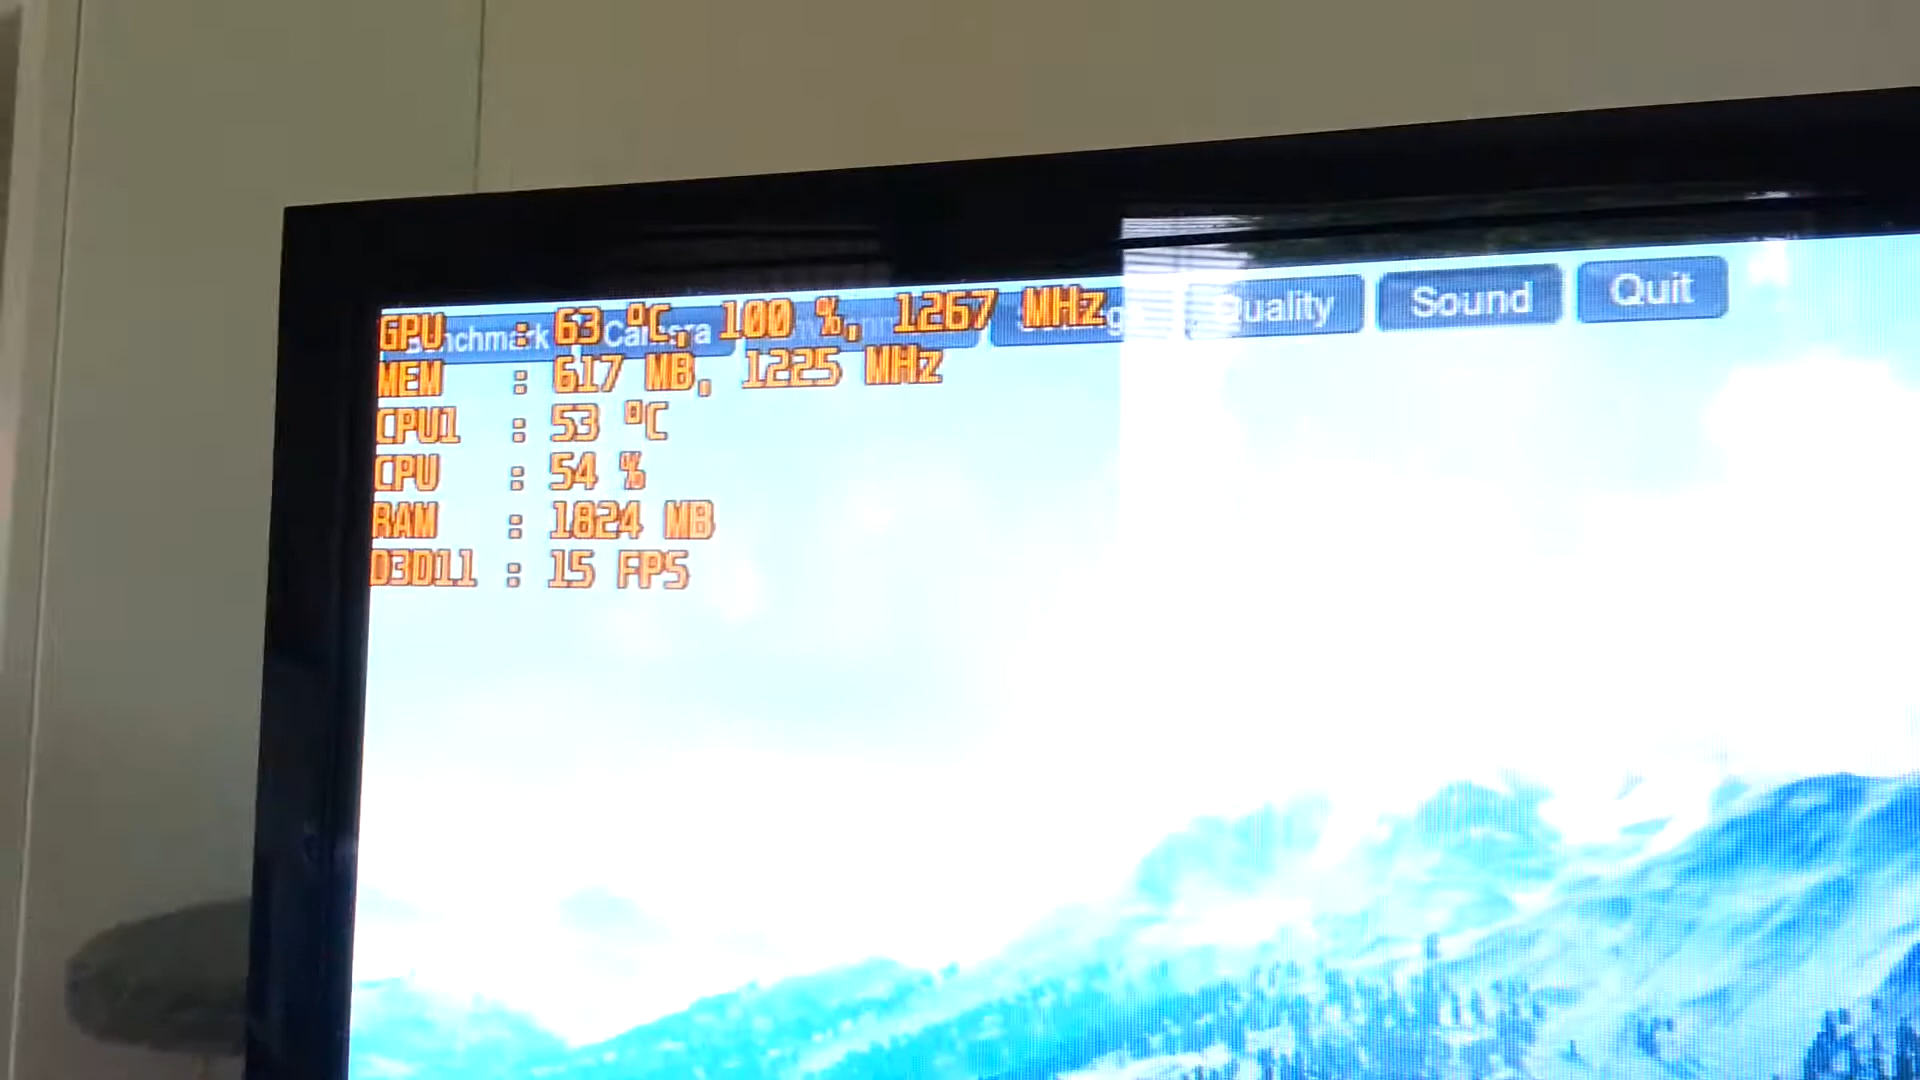 Quality Sound Quit
GPU : 63 °C, 100 %, 1267 MHz
MEM : 617 MB, 1225 MHz
CPU1 : 53 °C
CPU : 54 %
RAM : 1824 MB
D3D11 : 15 FPS